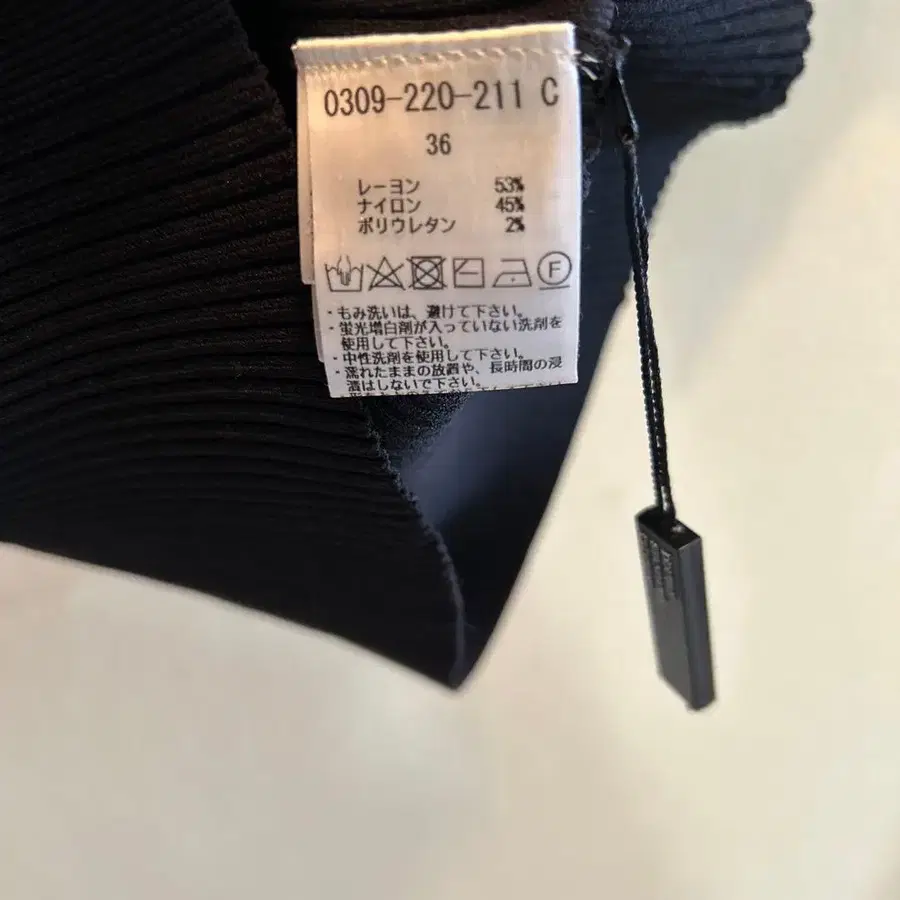 0309-220-211 C
36
レーヨン 53%
ナイロン 45%
ポリウレタン 2%
F
・もみ洗いは、避けて下さい。
・蛍光増白剤が入っていない洗剤を
使用して下さい。
・中性洗剤を使用して下さい。
・濡れたままの放置や、長時間の浸
漬はしないで下さい。